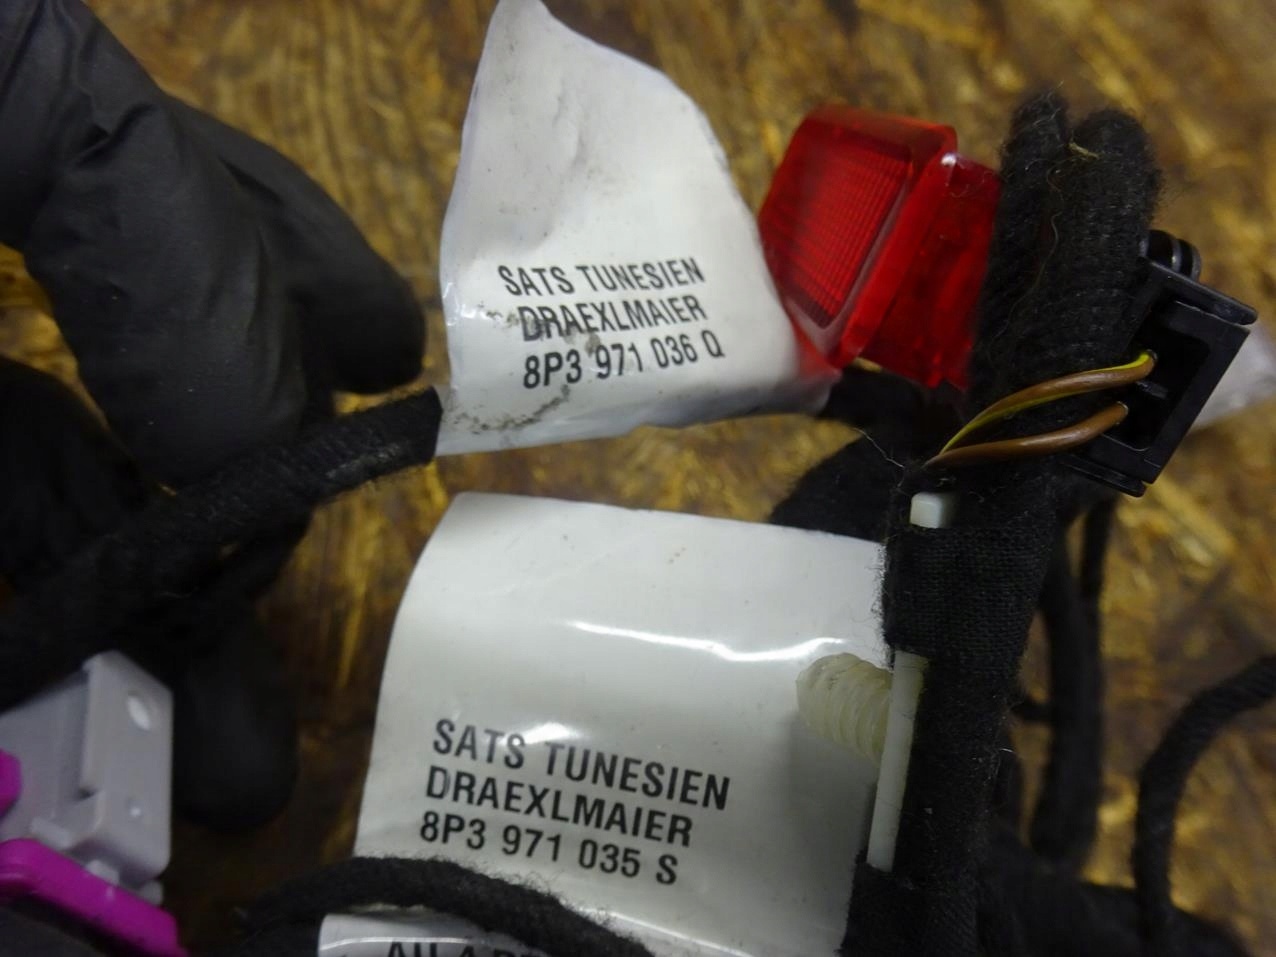 SATS TUNESIEN
DRAEXLMAIER
8P3 971 036 Q
SATS TUNESIEN
DRAEXLMAIER
8P3 971 035 S